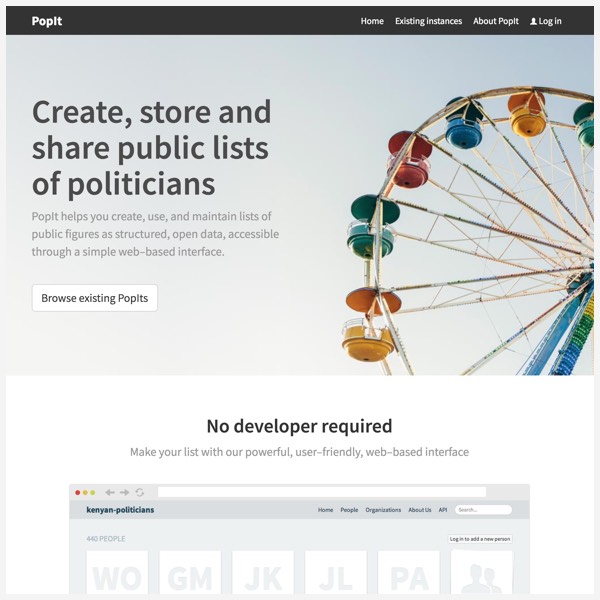 PopIt
Home Existing instances About PopIt Log in
Create, store and
share public lists
of politicians
PopIt helps you create, use, and maintain lists of
public figures as structured, open data, accessible
through a simple web–based interface.
Browse existing PopIts
No developer required
Make your list with our powerful, user–friendly, web–based interface
kenyan-politicians
Home People Organizations About Us API Search...
440 PEOPLE
Log in to add a new person
WO GM JK JL PA